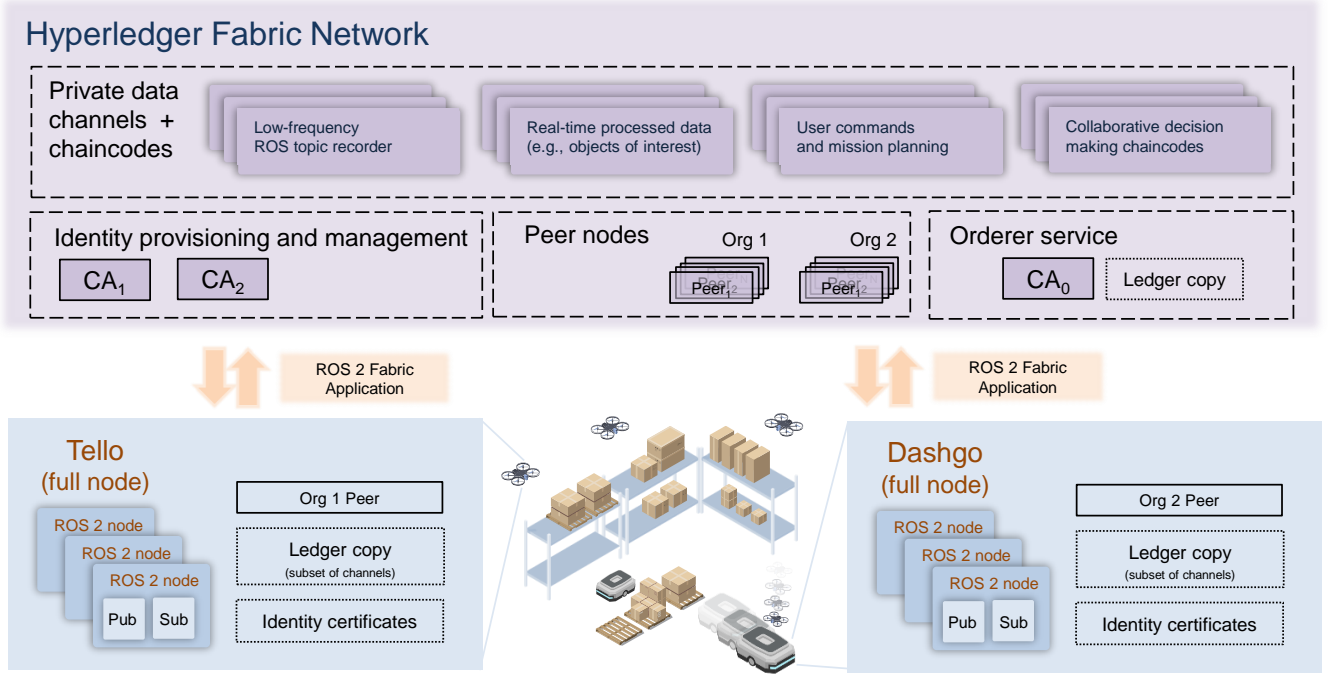 Hyperledger Fabric Network
Private data
channels +
chaincodes
Low-frequency
ROS topic recorder
Real-time processed data
(e.g., objects of interest)
User commands
and mission planning
Collaborative decision
making chaincodes
Identity provisioning and management
CA1
CA2
Peer nodes
Org 1
Org 2
Peer1
Peer1
Orderer service
CA0
Ledger copy
ROS 2 Fabric
Application
ROS 2 Fabric
Application
Tello
(full node)
ROS 2 node
ROS 2 node
ROS 2 node
Pub
Sub
Org 1 Peer
Ledger copy
(subset of channels)
Identity certificates
Dashgo
(full node)
ROS 2 node
ROS 2 node
ROS 2 node
Pub
Sub
Org 2 Peer
Ledger copy
(subset of channels)
Identity certificates